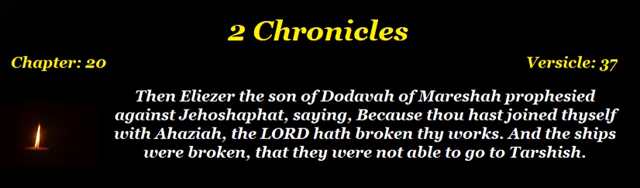 2 Chronicles
Chapter: 20
Versicle: 37
Then Eliezer the son of Dodavah of Mareshah prophesied
against Jehoshaphat, saying, Because thou hast joined thyself
with Ahaziah, the LORD hath broken thy works. And the ships
were broken, that they were not able to go to Tarshish.